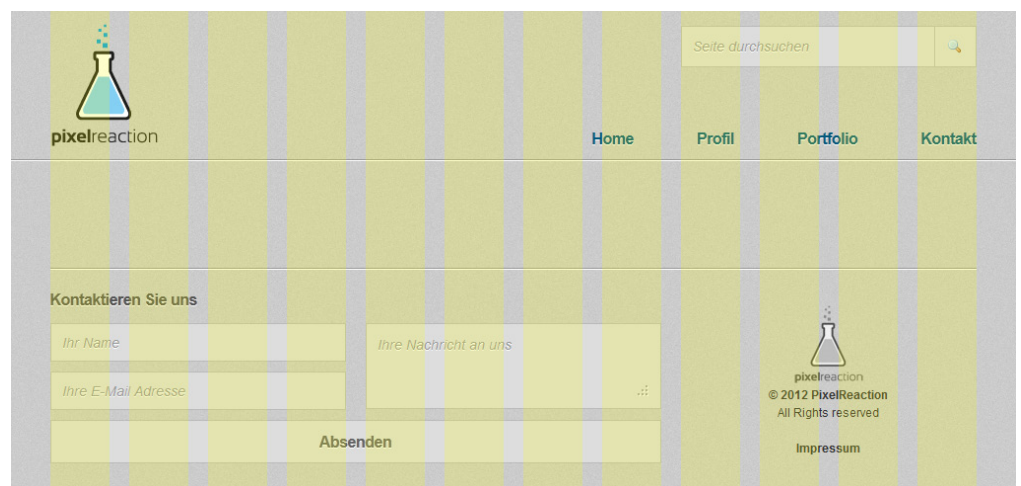 pixelreaction
Seite durchsuchen
Home Profil Portfolio Kontakt
Kontaktieren Sie uns
Ihr Name
Ihre E-Mail Adresse
Ihre Nachricht an uns
Absenden
pixelreaction
© 2012 PixelReaction
All Rights reserved
Impressum